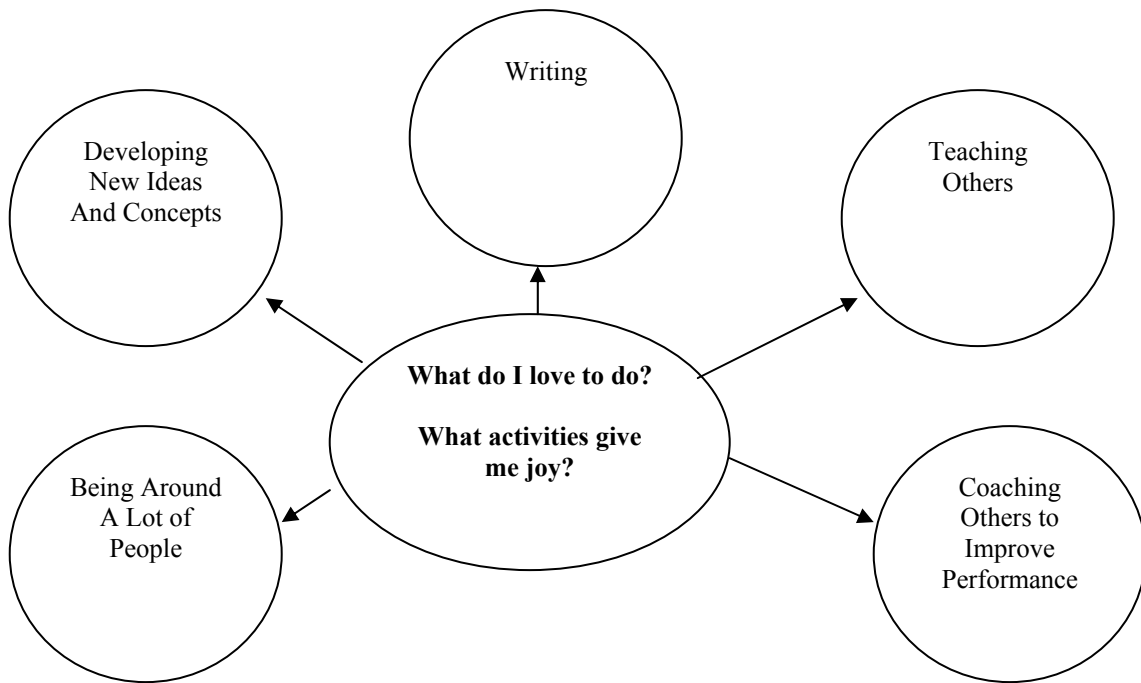 Writing
Developing
New Ideas
And Concepts
Teaching
Others
What do I love to do?
What activities give
me joy?
Being Around
A Lot of
People
Coaching
Others to
Improve
Performance